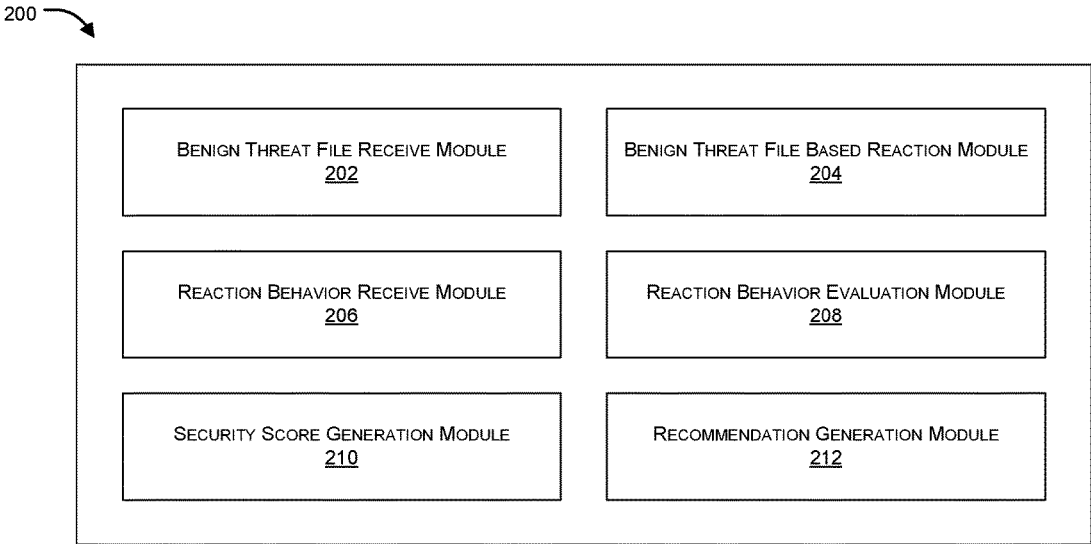 200
BENIGN THREAT FILE RECEIVE MODULE
202
BENIGN THREAT FILE BASED REACTION MODULE
204
REACTION BEHAVIOR RECEIVE MODULE
206
REACTION BEHAVIOR EVALUATION MODULE
208
SECURITY SCORE GENERATION MODULE
210
RECOMMENDATION GENERATION MODULE
212